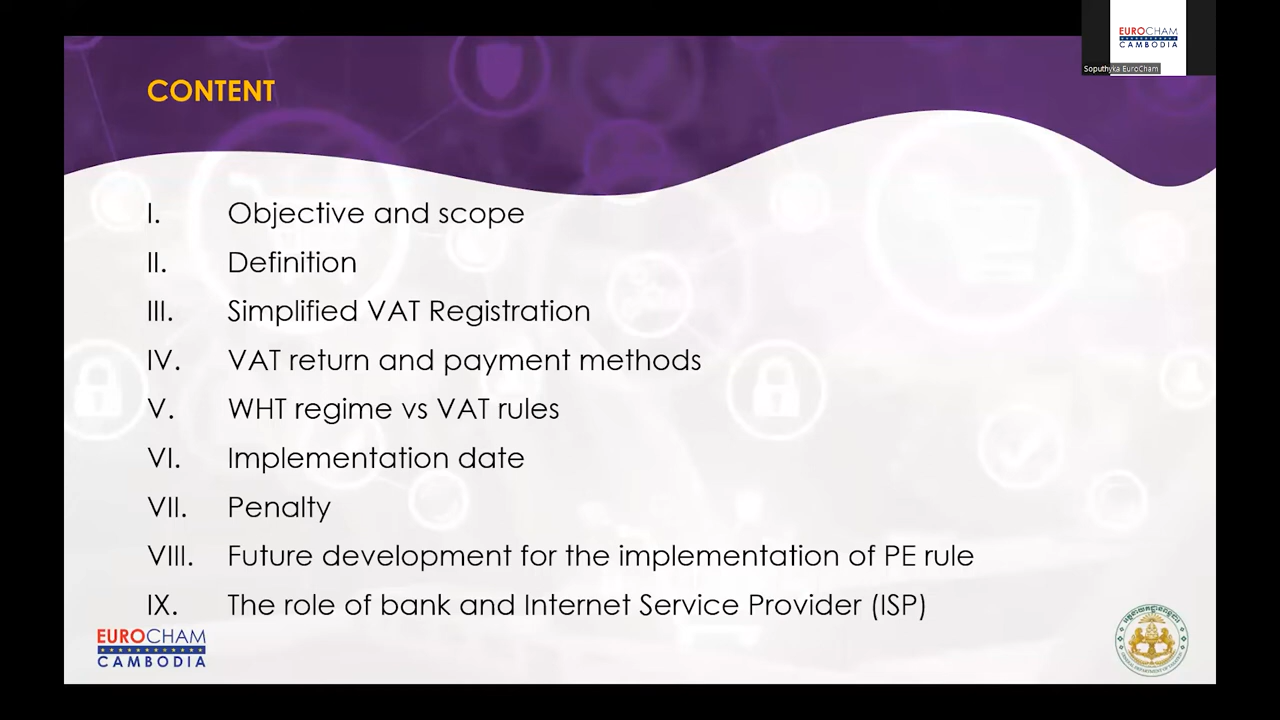 EUROCHAM
CAMBODIA
Soputhyka EuroCham
CONTENT
I. Objective and scope
II. Definition
III. Simplified VAT Registration
IV. VAT return and payment methods
V. WHT regime vs VAT rules
VI. Implementation date
VII. Penalty
VIII. Future development for the implementation of PE rule
IX. The role of bank and Internet Service Provider (ISP)
EUROCHAM
CAMBODIA